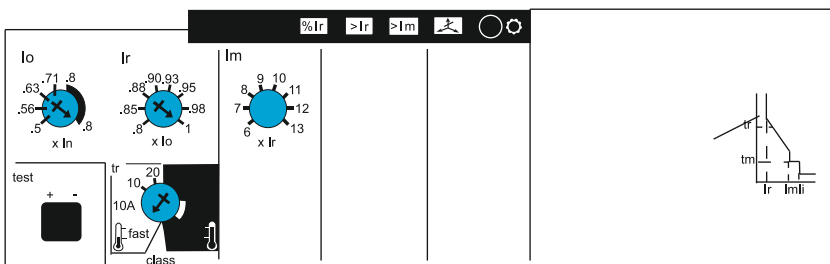 %Ir >Ir >Im
Io
.5 .56 .63 .71 .8 .8
x In
Ir
.8 .85 .88 .90 .93 .95 .98 1
x Io
Im
6 7 8 9 10 11 12 13
x Ir
test
+ -
tr
10A 10 20
fast
class
tr
tm
Ir Im Ii